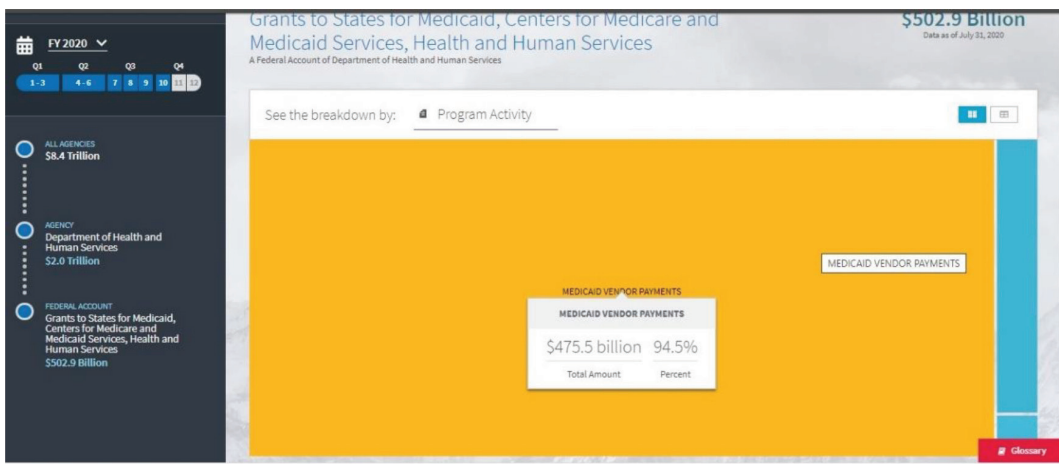 FY 2020
Q1 Q2 Q3 Q4
1-3 4-6 7 8 9 10 11 12
ALL AGENCIES
$8.4 Trillion
AGENCY
Department of Health and
Human Services
$2.0 Trillion
FEDERAL ACCOUNT
Grants to States for Medicaid,
Centers for Medicare and
Medicaid Services, Health and
Human Services
$502.9 Billion
Grants to States for Medicaid, Centers for Medicare and
Medicaid Services, Health and Human Services
A Federal Account of Department of Health and Human Services
$502.9 Billion
Data as of July 31, 2020
See the breakdown by: Program Activity
MEDICAID VENDOR PAYMENTS
MEDICAID VENDOR PAYMENTS
MEDICAID VENDOR PAYMENTS
$475.5 billion 94.5%
Total Amount Percent
Glossary